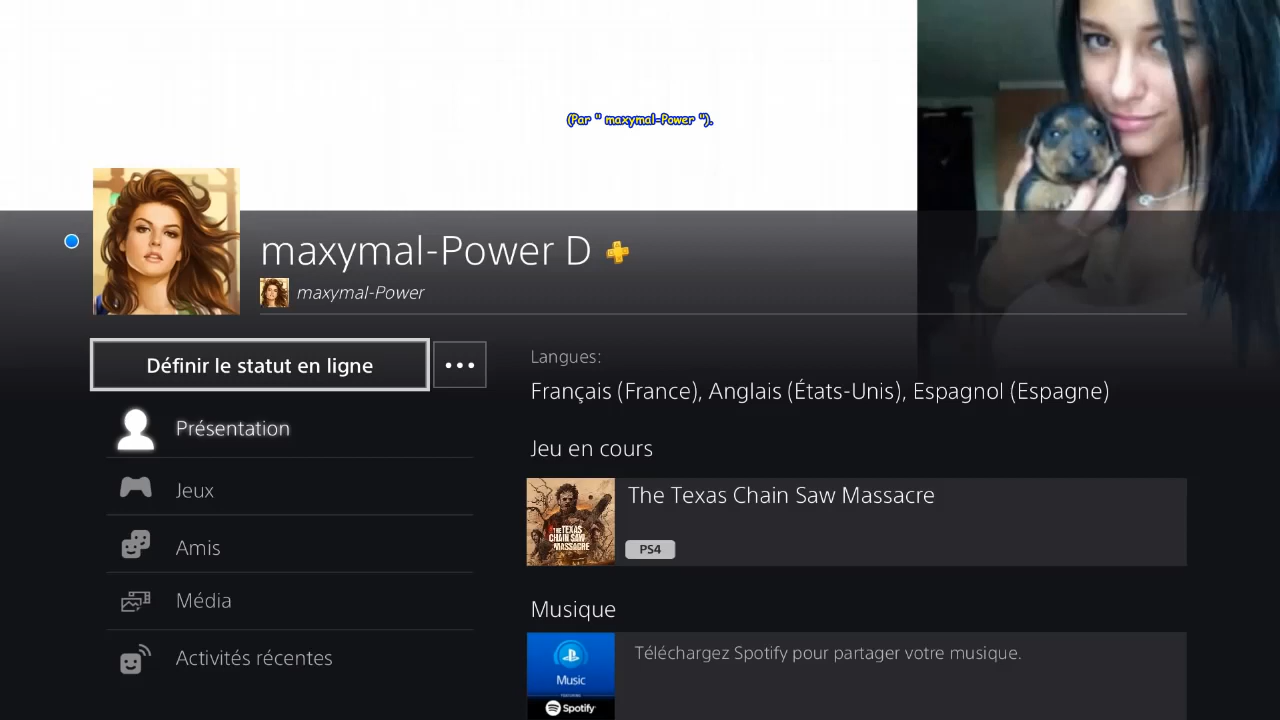 (Par " maxymal-Power ").
maxymal-Power D
maxymal-Power
Définir le statut en ligne
Présentation
Jeux
Amis
Média
Activités récentes
Langues:
Français (France), Anglais (États-Unis), Espagnol (Espagne)
Jeu en cours
THE TEXAS
CHAIN SAW
MASSACRE
The Texas Chain Saw Massacre
PS4
Musique
Music
Spotify
Téléchargez Spotify pour partager votre musique.